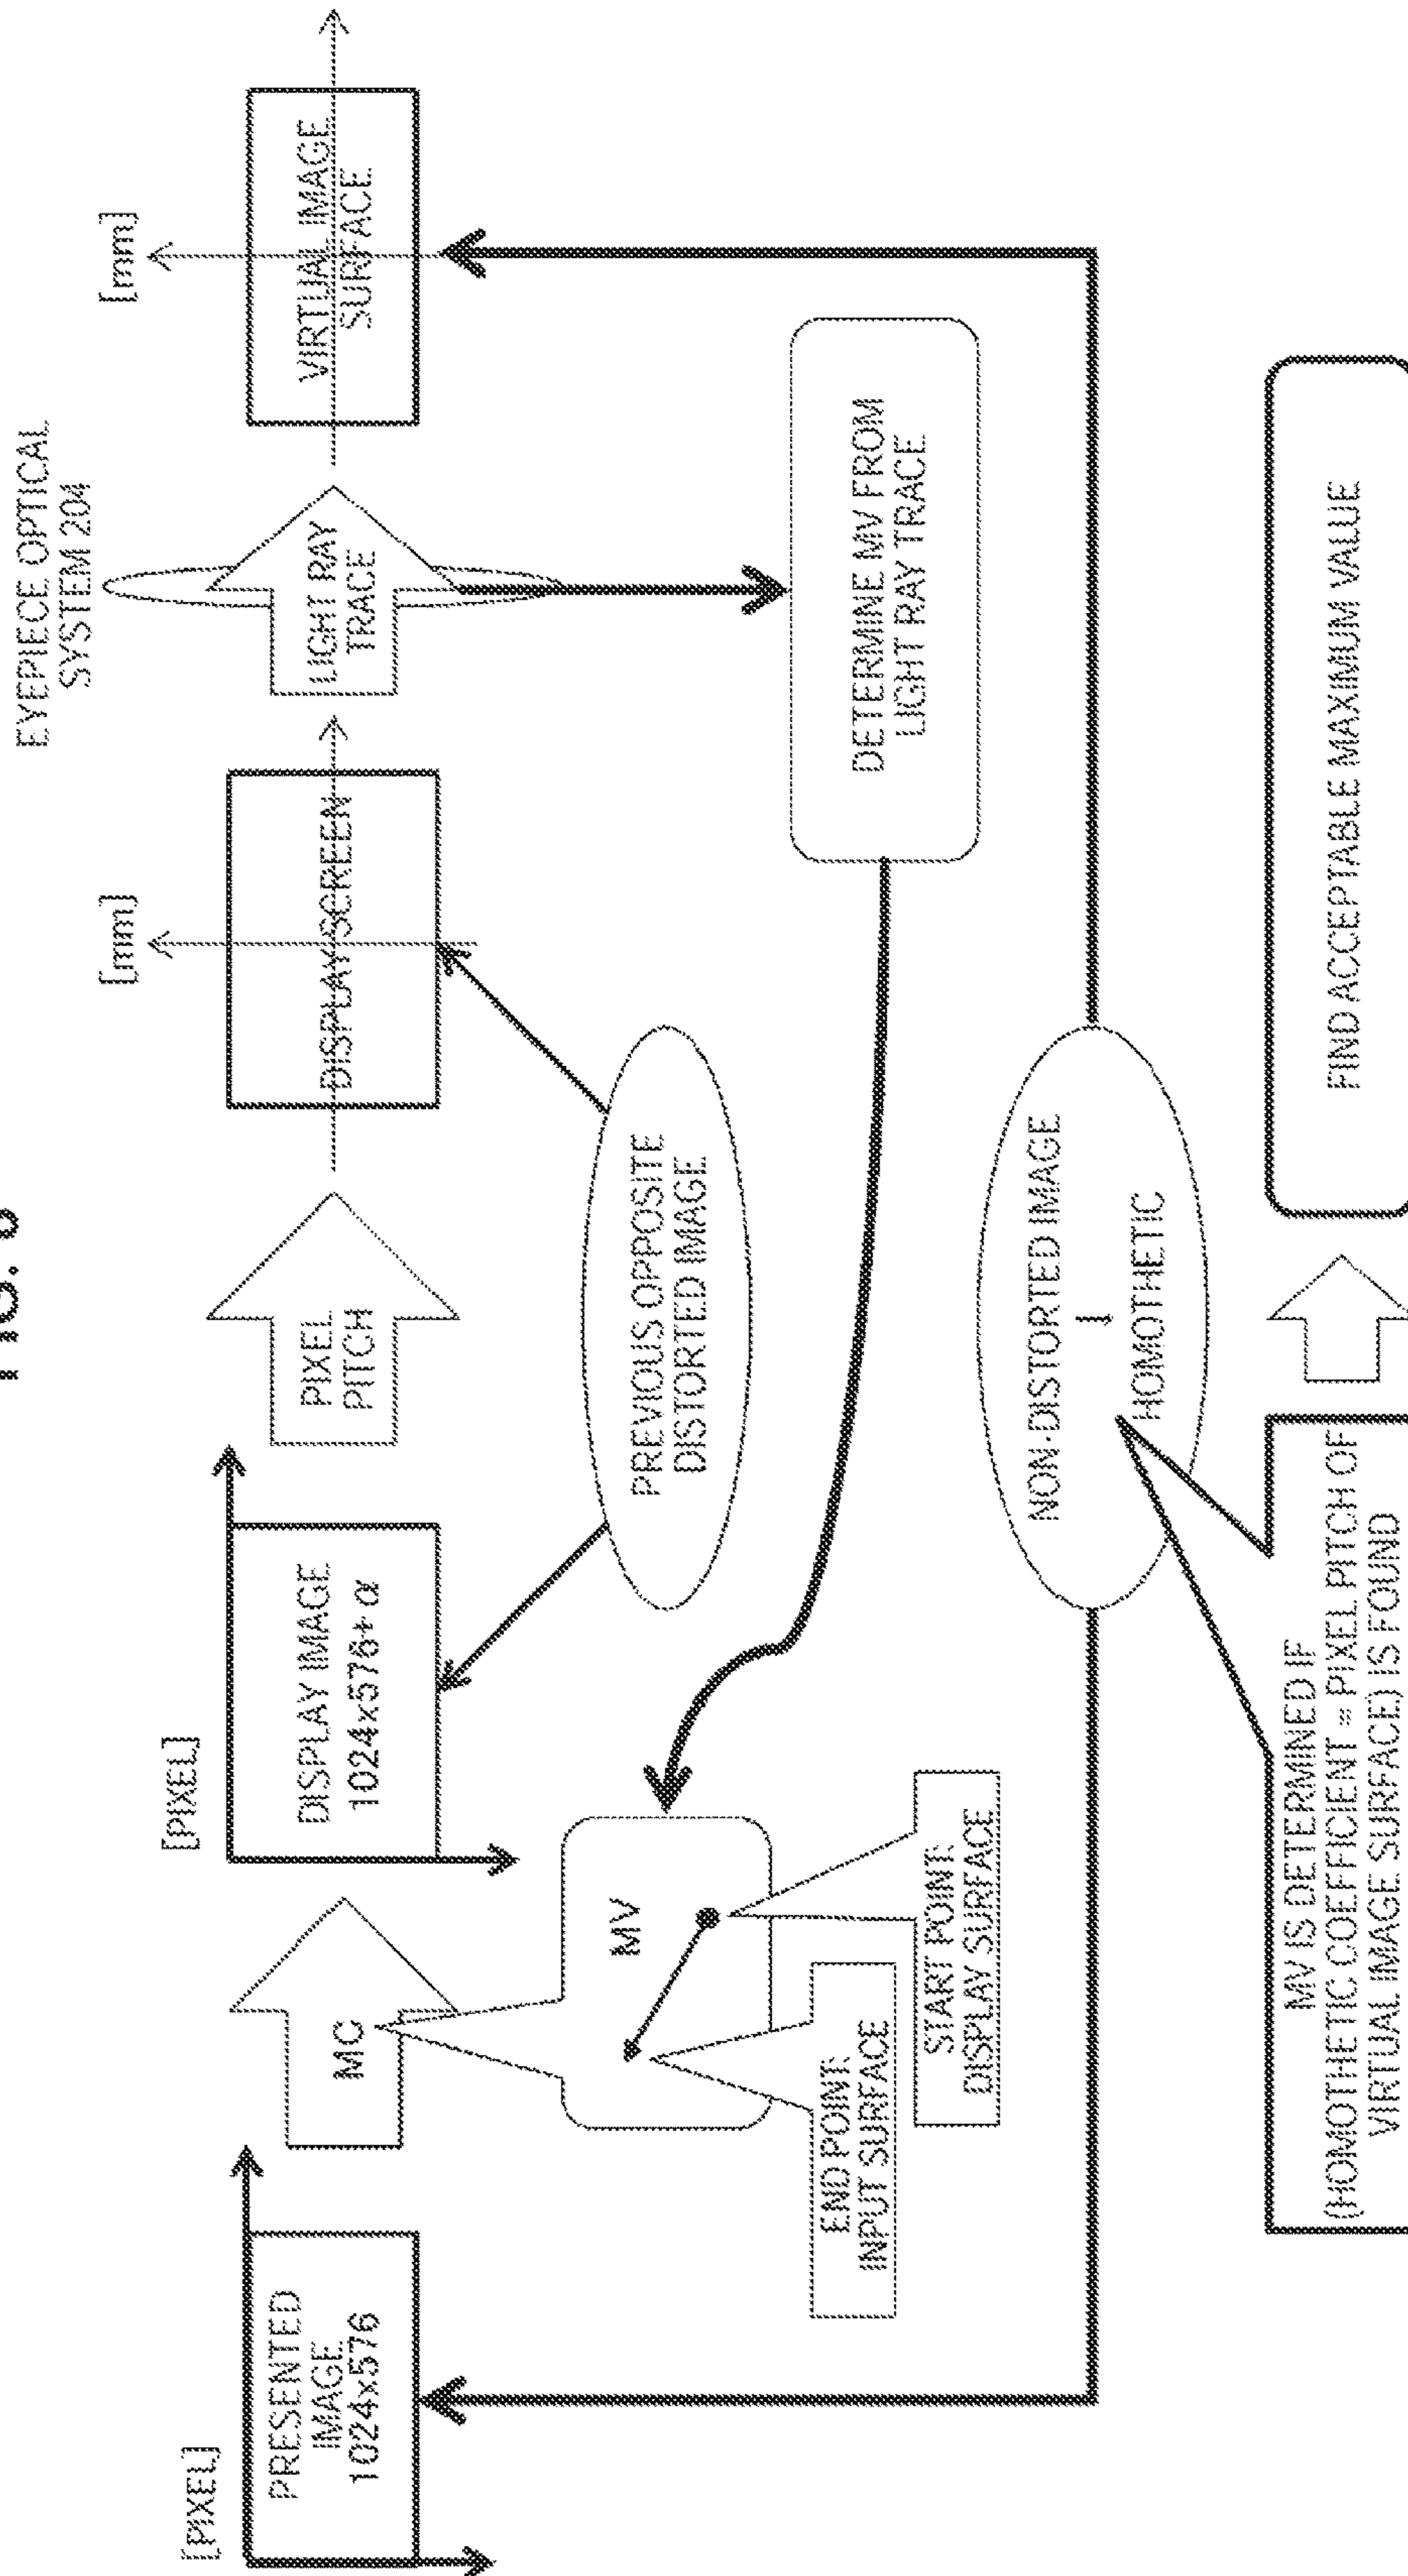 [PIXEL]
PRESENTED
IMAGE
1024x576
MC
[PIXEL]
DISPLAY IMAGE
1024x576+α
PIXEL
PITCH
[mm]
DISPLAY SCREEN
EYEPIECE OPTICAL
SYSTEM 204
LIGHT RAY
TRACE
[mm]
VIRTUAL IMAGE
SURFACE
MV
END POINT:
INPUT SURFACE
START POINT:
DISPLAY SURFACE
PREVIOUS OPPOSITE
DISTORTED IMAGE
DETERMINE MV FROM
LIGHT RAY TRACE
NON-DISTORTED IMAGE
HOMOTHETIC
MV IS DETERMINED IF
(HOMOTHETIC COEFFICIENT = PIXEL PITCH OF
VIRTUAL IMAGE SURFACE) IS FOUND
FIND ACCEPTABLE MAXIMUM VALUE